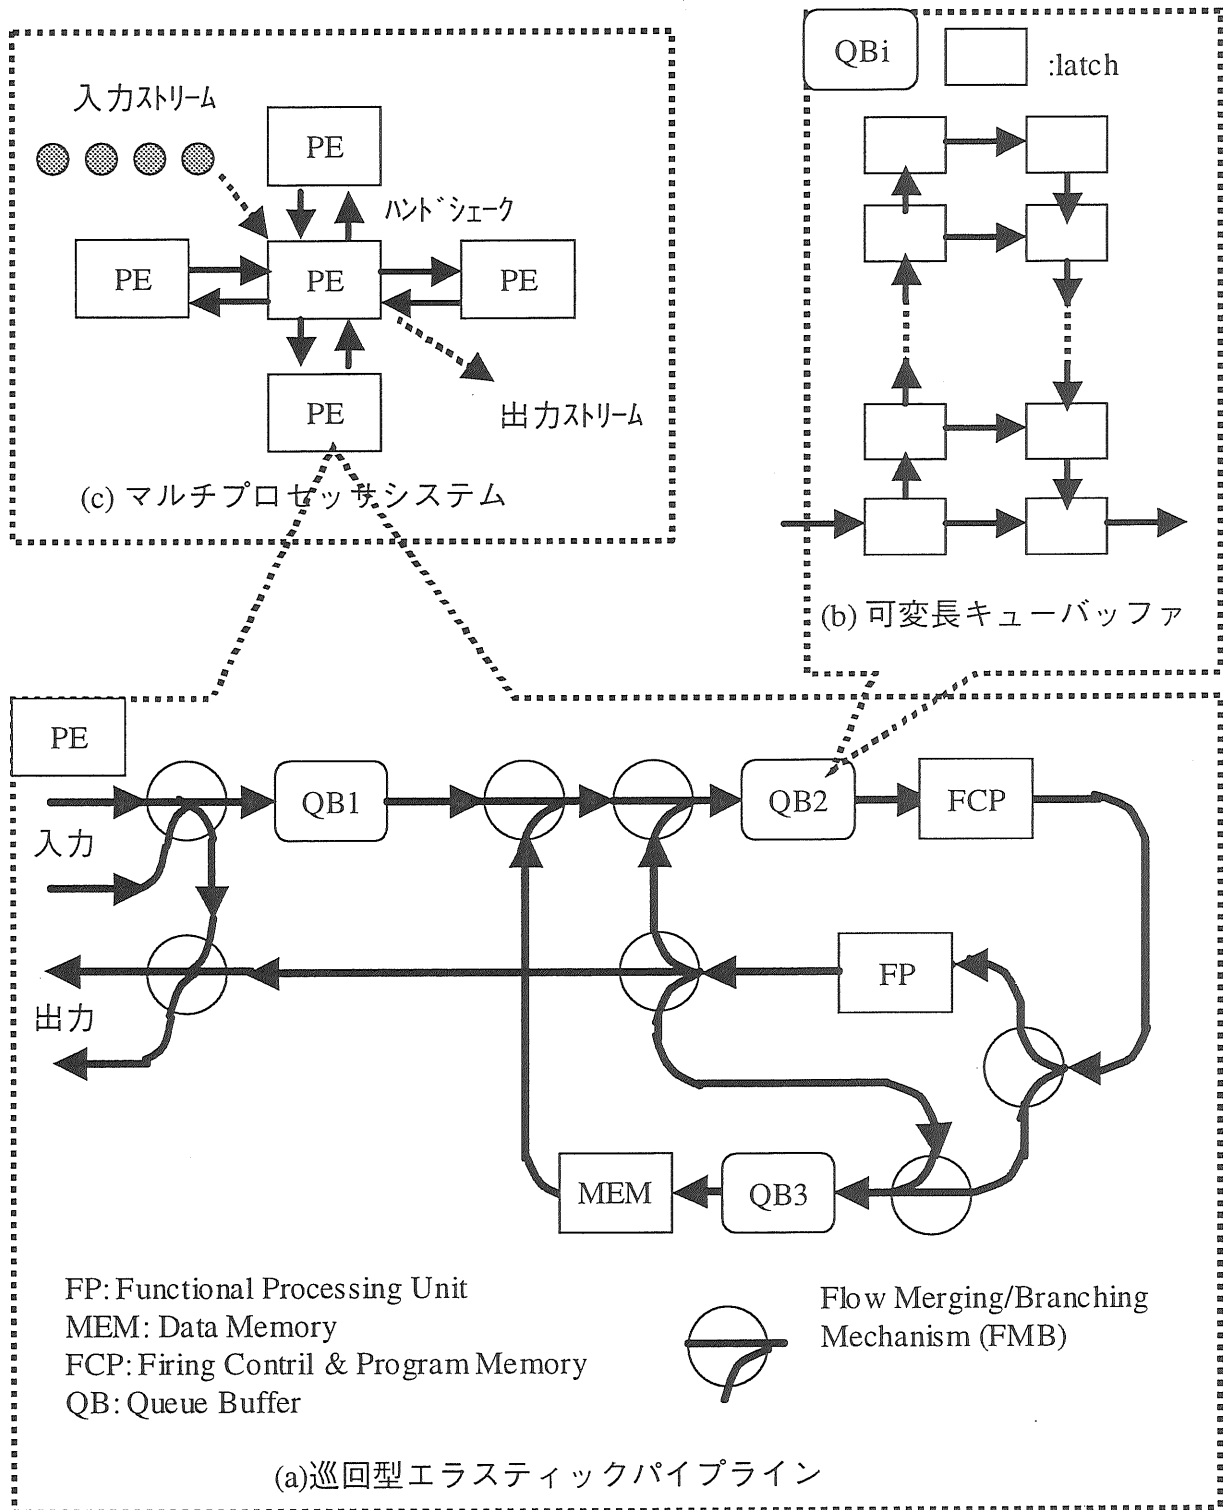 入力ストリーム
PE
ハンドシェーク
PE
PE
PE
PE
出力ストリーム
(c) マルチプロセッサシステム
QBi
:latch
(b) 可変長キューバッファ
PE
入力
出力
QB1
QB2
FCP
FP
MEM
QB3
FP: Functional Processing Unit
MEM: Data Memory
FCP: Firing Contril & Program Memory
QB: Queue Buffer
Flow Merging/Branching
Mechanism (FMB)
(a)巡回型エラスティックパイプライン